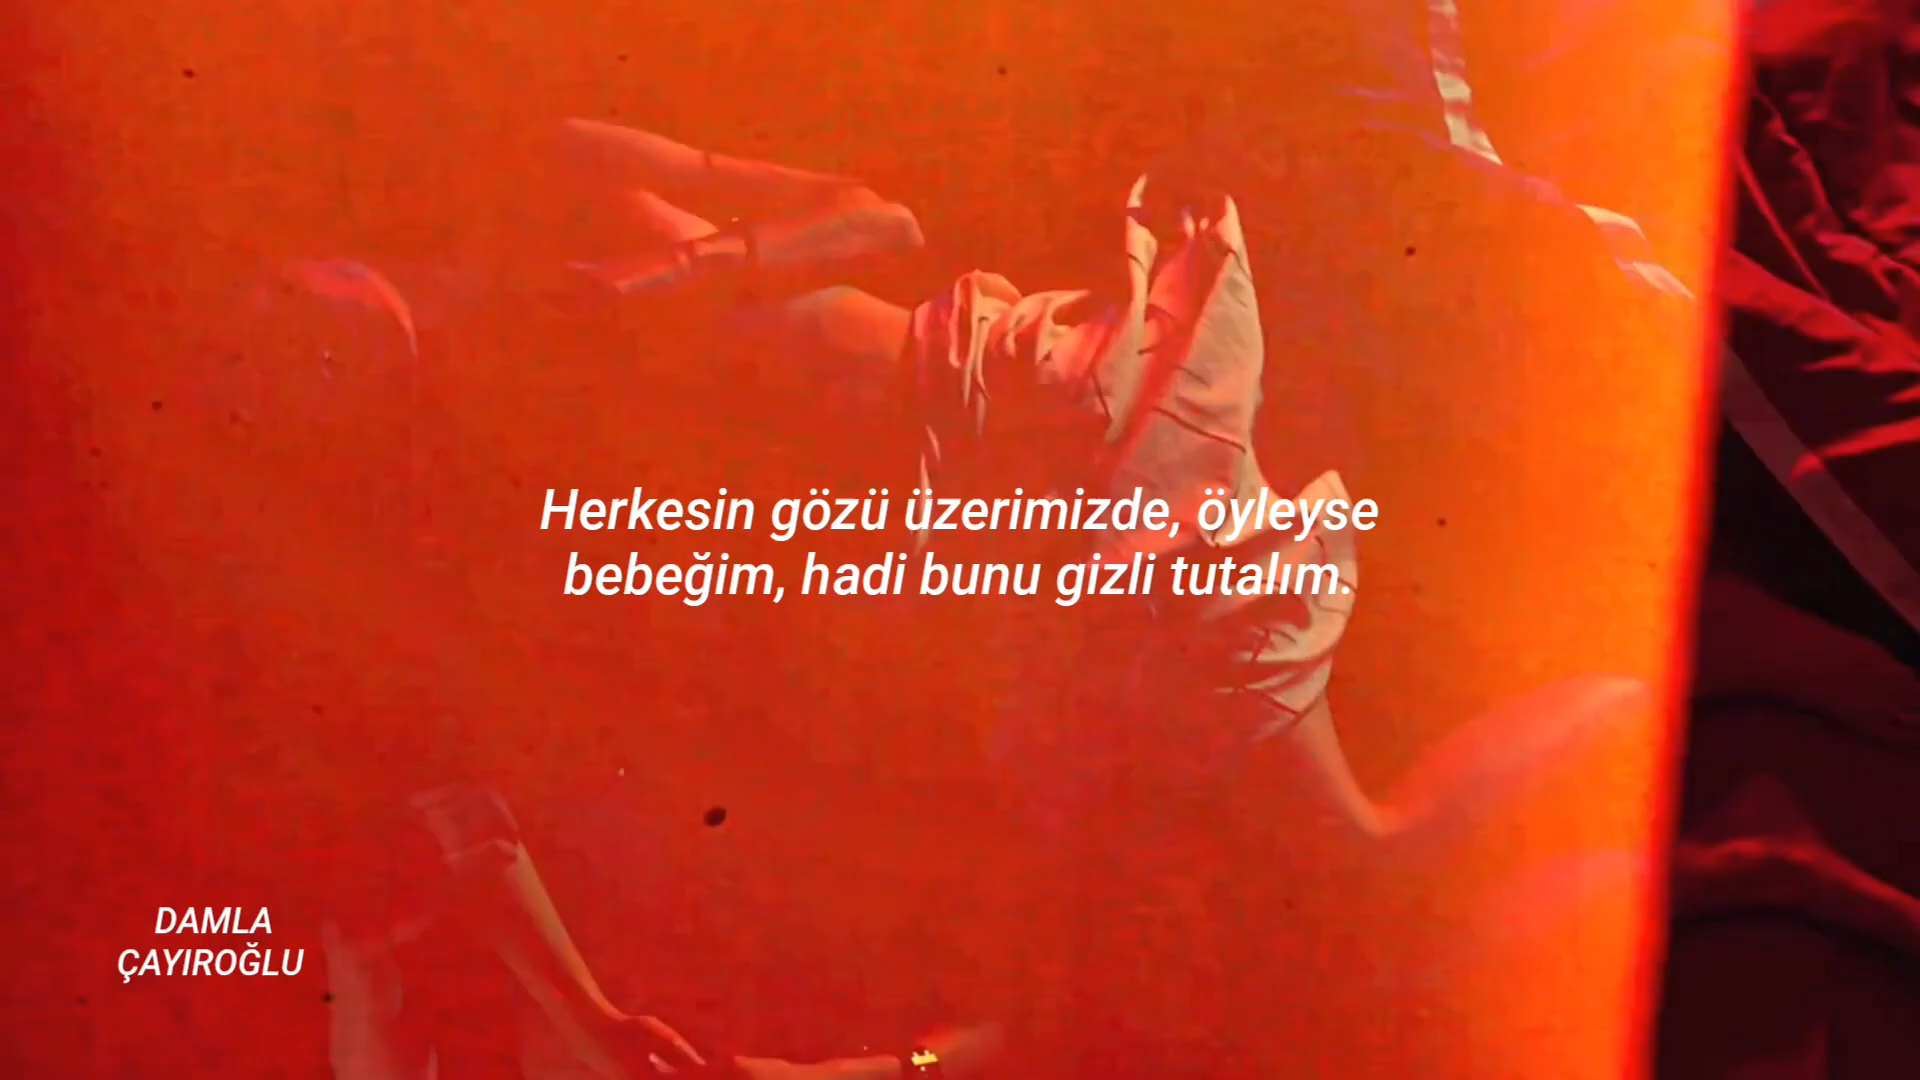 Herkesin gözü üzerimizde, öyleyse
bebeğim, hadi bunu gizli tutalım.
DAMLA
ÇAYIROĞLU